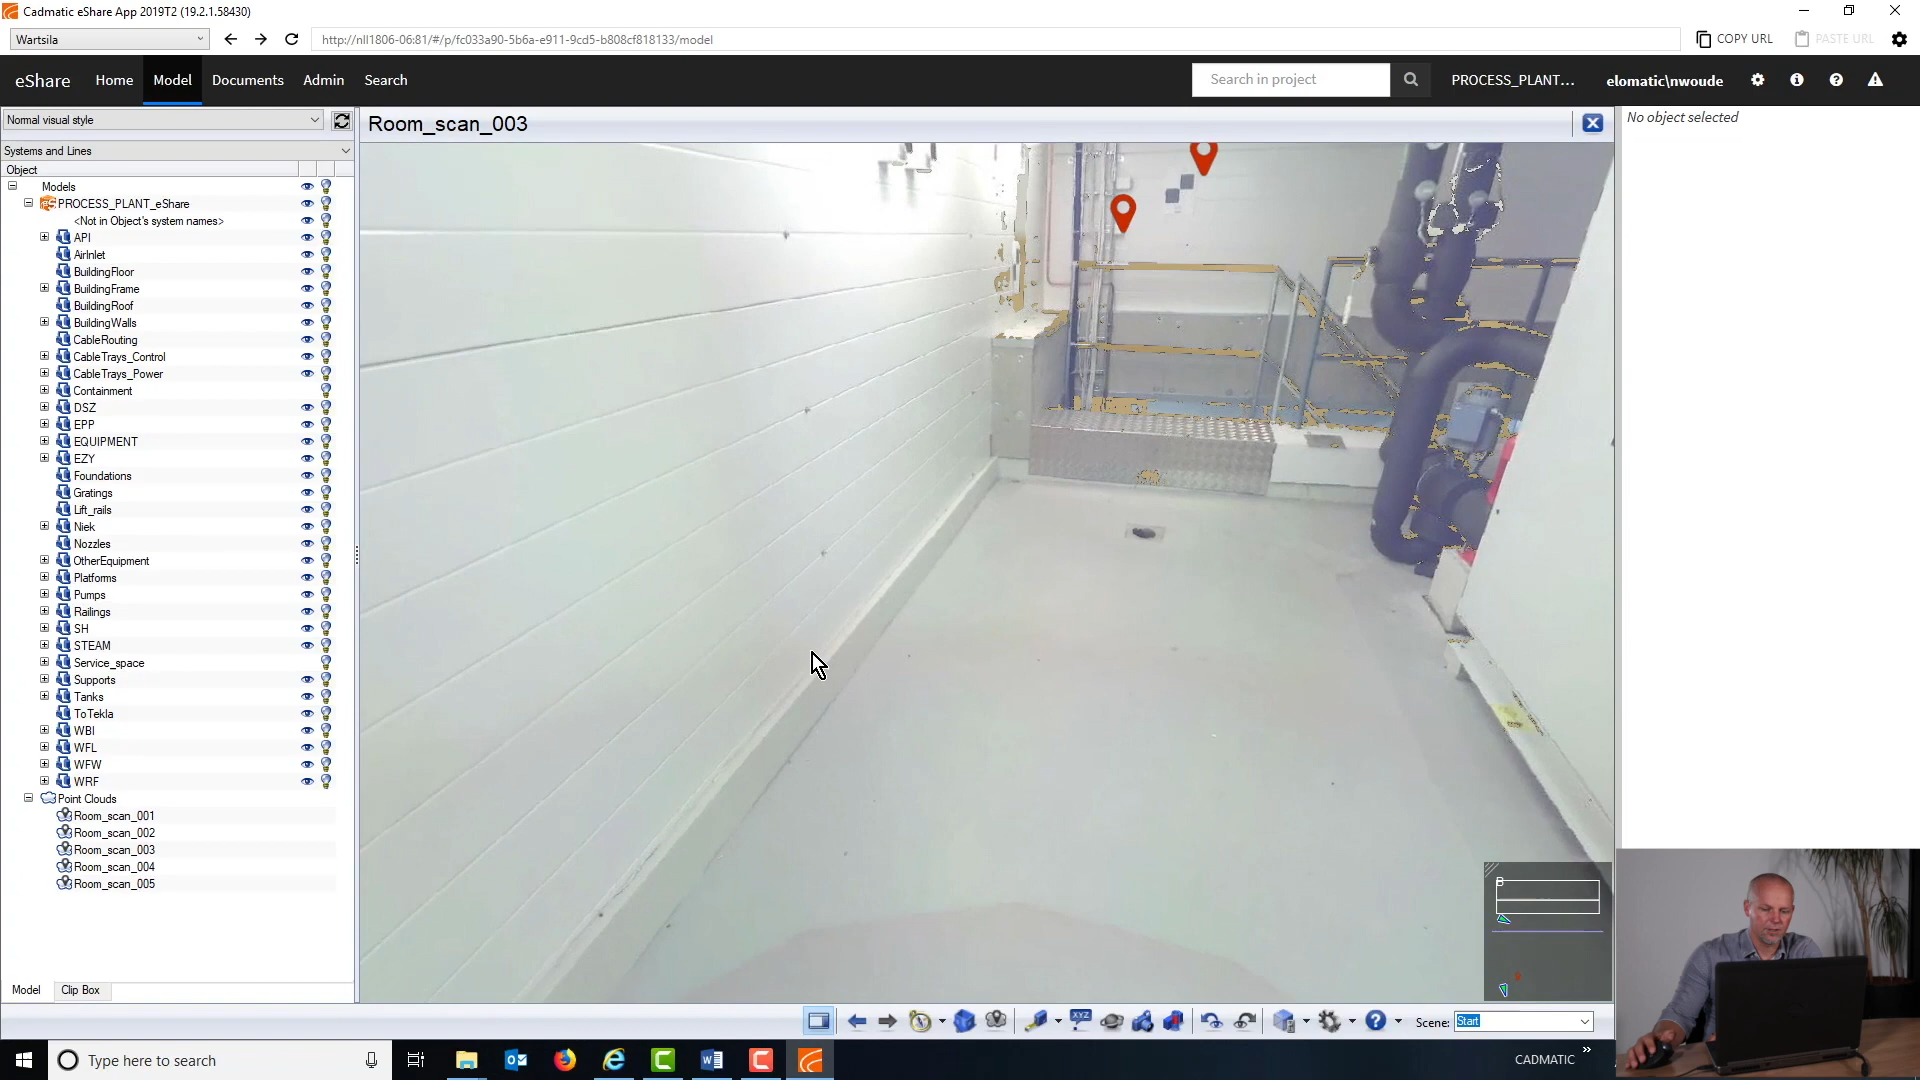 Cadmatic eShare App 2019T2 (19.2.1.58430)
Wartsila
http://nll1806-06:81/#/p/fc033a90-5b6a-e911-9cd5-b808cf818133/model
COPY URL
PASTE URL
eShare
Home
Model
Documents
Admin
Search
Search in project
PROCESS_PLANT...
elomatic\nwoude
Normal visual style
Systems and Lines
Object
Models
PROCESS_PLANT_eShare
<Not in Object's system names>
API
AirInlet
BuildingFloor
BuildingFrame
BuildingRoof
BuildingWalls
CableRouting
CableTrays_Control
CableTrays_Power
Containment
DSZ
EPP
EQUIPMENT
EZY
Foundations
Gratings
Lift_rails
Niek
Nozzles
OtherEquipment
Platforms
Pumps
Railings
SH
STEAM
Service_space
Supports
Tanks
ToTekla
WBI
WFL
WFW
WRF
Point Clouds
Room_scan_001
Room_scan_002
Room_scan_003
Room_scan_004
Room_scan_005
Model
Clip Box
Room_scan_003
No object selected
B
XYZ
Scene:
Start
Type here to search
CADMATIC